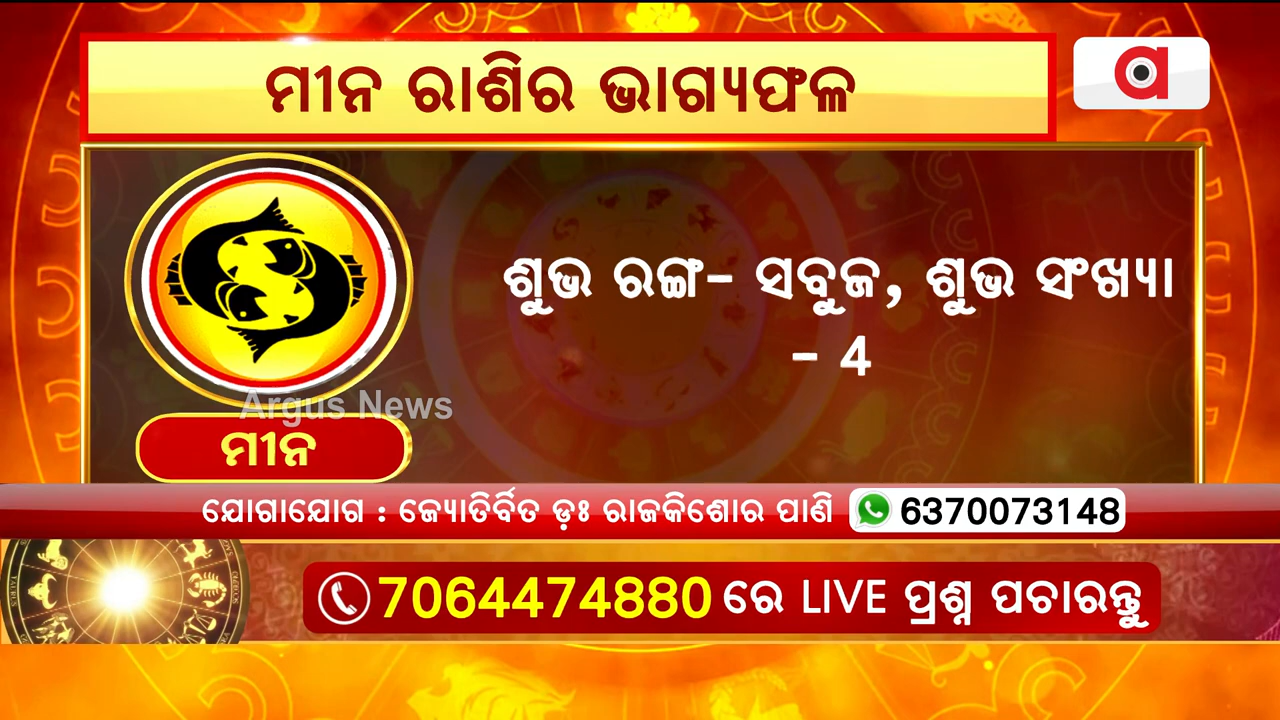 ମୀନ ରାଶିର ଭାଗ୍ୟଫଳ
a
ଶୁଭ ରଙ୍ଗ- ସବୁଜ, ଶୁଭ ସଂଖ୍ୟା
- 4
Argus News
ମୀନ
ଯୋଗାଯୋଗ : ଜ୍ୟୋତିର୍ବିତ ଡ଼ଃ ରାଜକିଶୋର ପାଣି 6370073148
7064474880 ରେ LIVE ପ୍ରଶ୍ନ ପଚାରନ୍ତୁ